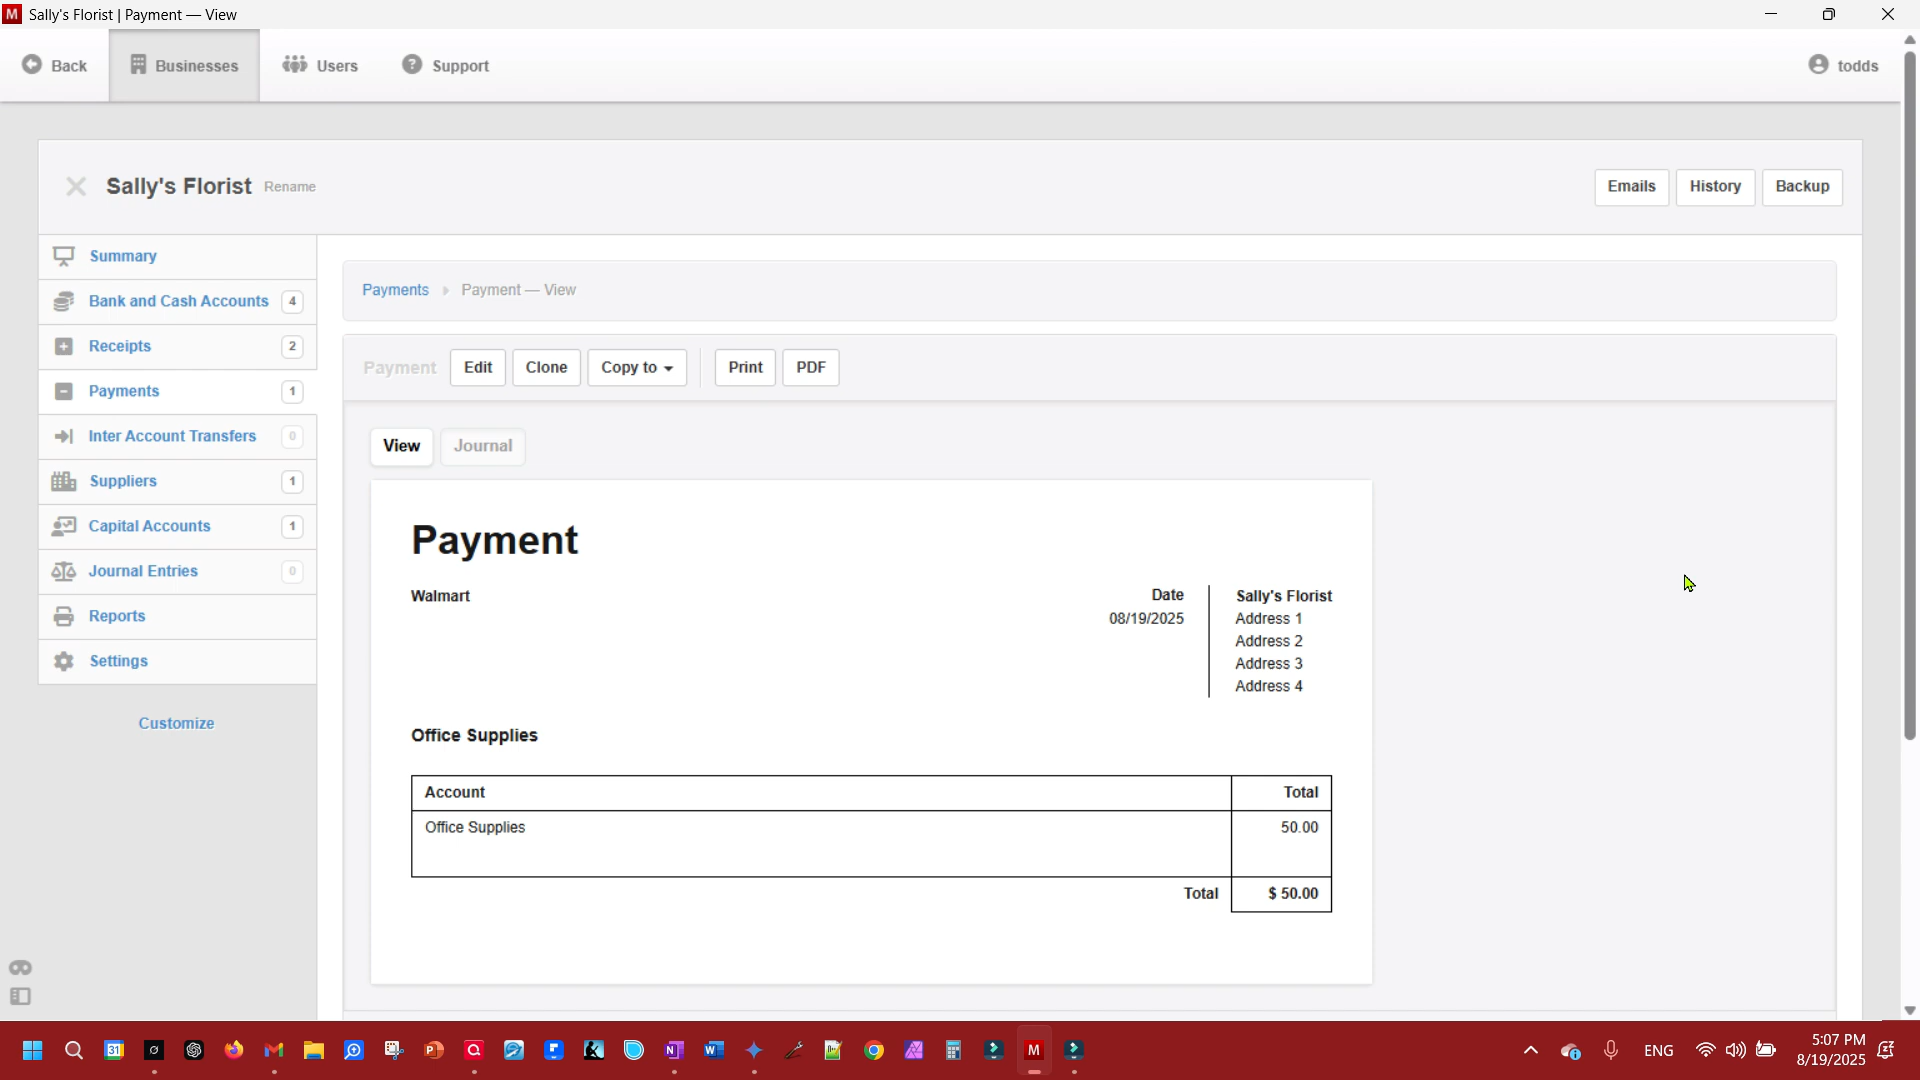 Sally's Florist | Payment — View
Back
Businesses
Users
Support
todds
Sally's Florist Rename
Emails
History
Backup
Summary
Bank and Cash Accounts 4
Receipts 2
Payments 1
Inter Account Transfers 0
Suppliers 1
Capital Accounts 1
Journal Entries 0
Reports
Settings
Customize
Payments Payment — View
Payment Edit Clone Copy to Print PDF
View Journal
Payment
Walmart
Date
08/19/2025
Sally's Florist
Address 1
Address 2
Address 3
Address 4
Office Supplies
Account Total
Office Supplies 50.00
Total $ 50.00
ENG
5:07 PM
8/19/2025